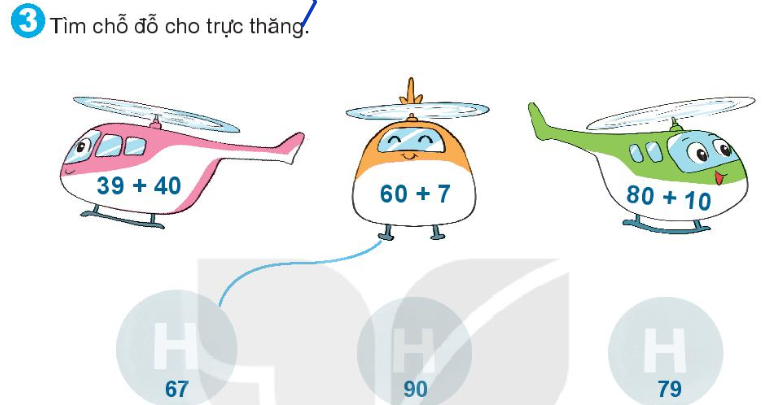 3 Tìm chỗ đỗ cho trực thăng.
39 + 40
60 + 7
80 + 10
H
H
H
67
90
79